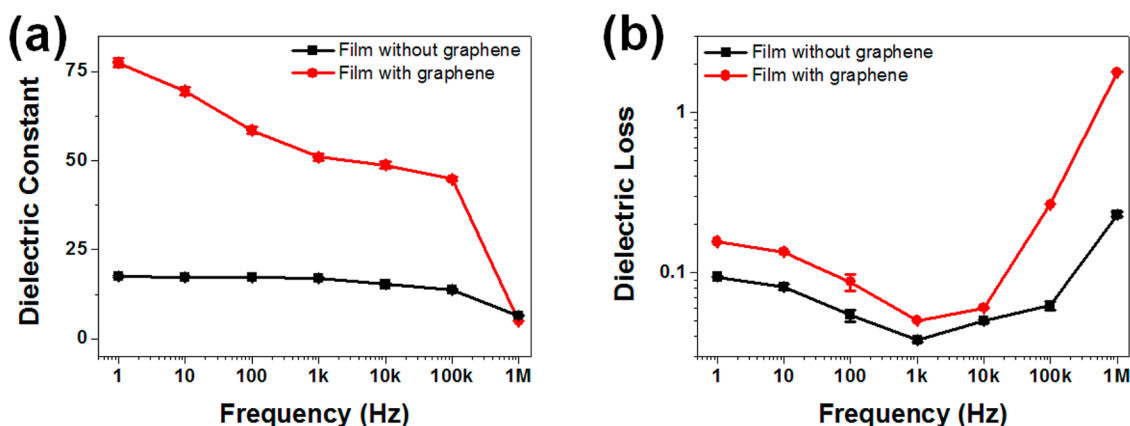 (a)
Film without graphene
Film with graphene
Dielectric Constant
75
50
25
0
1 10 100 1k 10k 100k 1M
Frequency (Hz)
(b)
Film without graphene
Film with graphene
Dielectric Loss
1
0.1
1 10 100 1k 10k 100k 1M
Frequency (Hz)